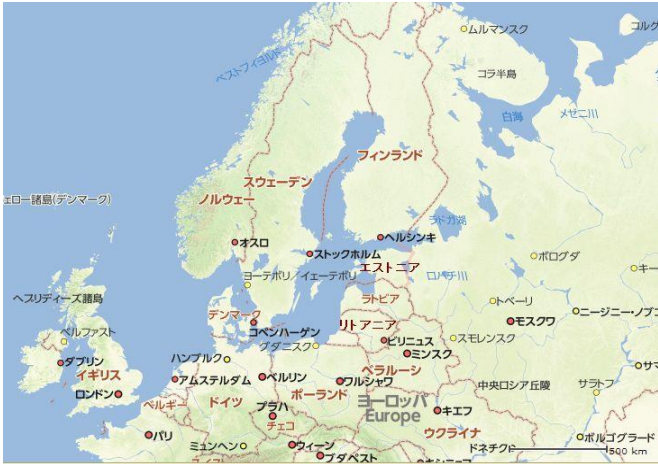 ムルマンスク
コルグ
ベストフィヨルド
コラ半島
白海
メゼニ川
フィンランド
スウェーデン
ノルウェー
ェロー諸島(デンマーク)
ラドガ湖
ヘルシンキ
オスロ
ストックホルム
エストニア
ロバチ川
ボログダ
キー
ヨーテボリ/イェーテボリ
ヘブリディーズ諸島
ラトビア
トベーリ
ニージニー・ノブゴ
デンマーク
モスクワ
コペンハーゲン
リトアニア
ベルファスト
グダニスク
ビリニュス
スモレンスク
ミンスク
ダブリン
ハンブルク
イギリス
アムステルダム
ベルリン
ワルシャワ
ベラルーシ
サマ
中央ロシア丘陵
サラトフ
ロンドン
ポーランド
ベルギー
ドイツ
ヨーロッパ
Europe
プラハ
キエフ
チェコ
ウクライナ
パリ
ミュンヘン
ウィーン
ドネチク
ボルゴグラード
500 km
ブダペスト